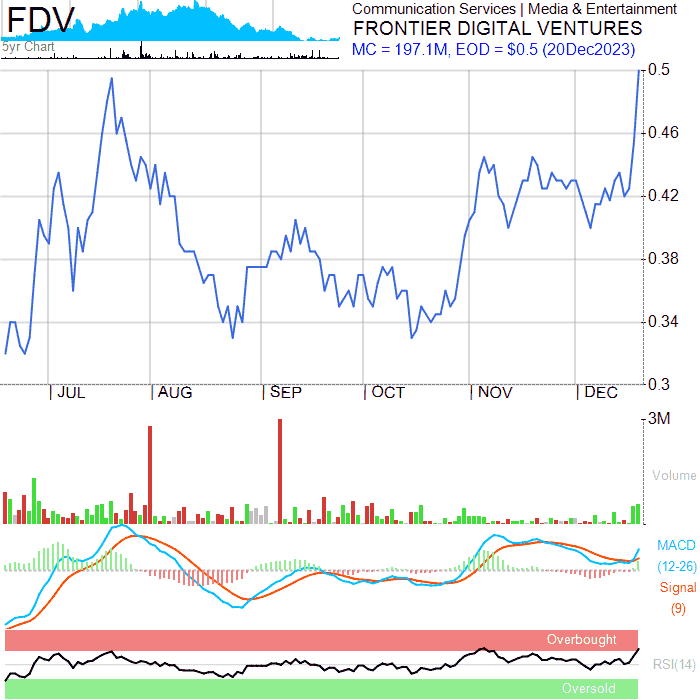 FDV
5yr Chart
Communication Services | Media & Entertainment
FRONTIER DIGITAL VENTURES
MC = 197.1M, EOD = $0.5 (20Dec2023)
0.5
0.46
0.42
0.38
0.34
0.3
JUL AUG SEP OCT NOV DEC
3M
Volume
MACD
(12-26)
Signal
(9)
Overbought
RSI(14)
Oversold